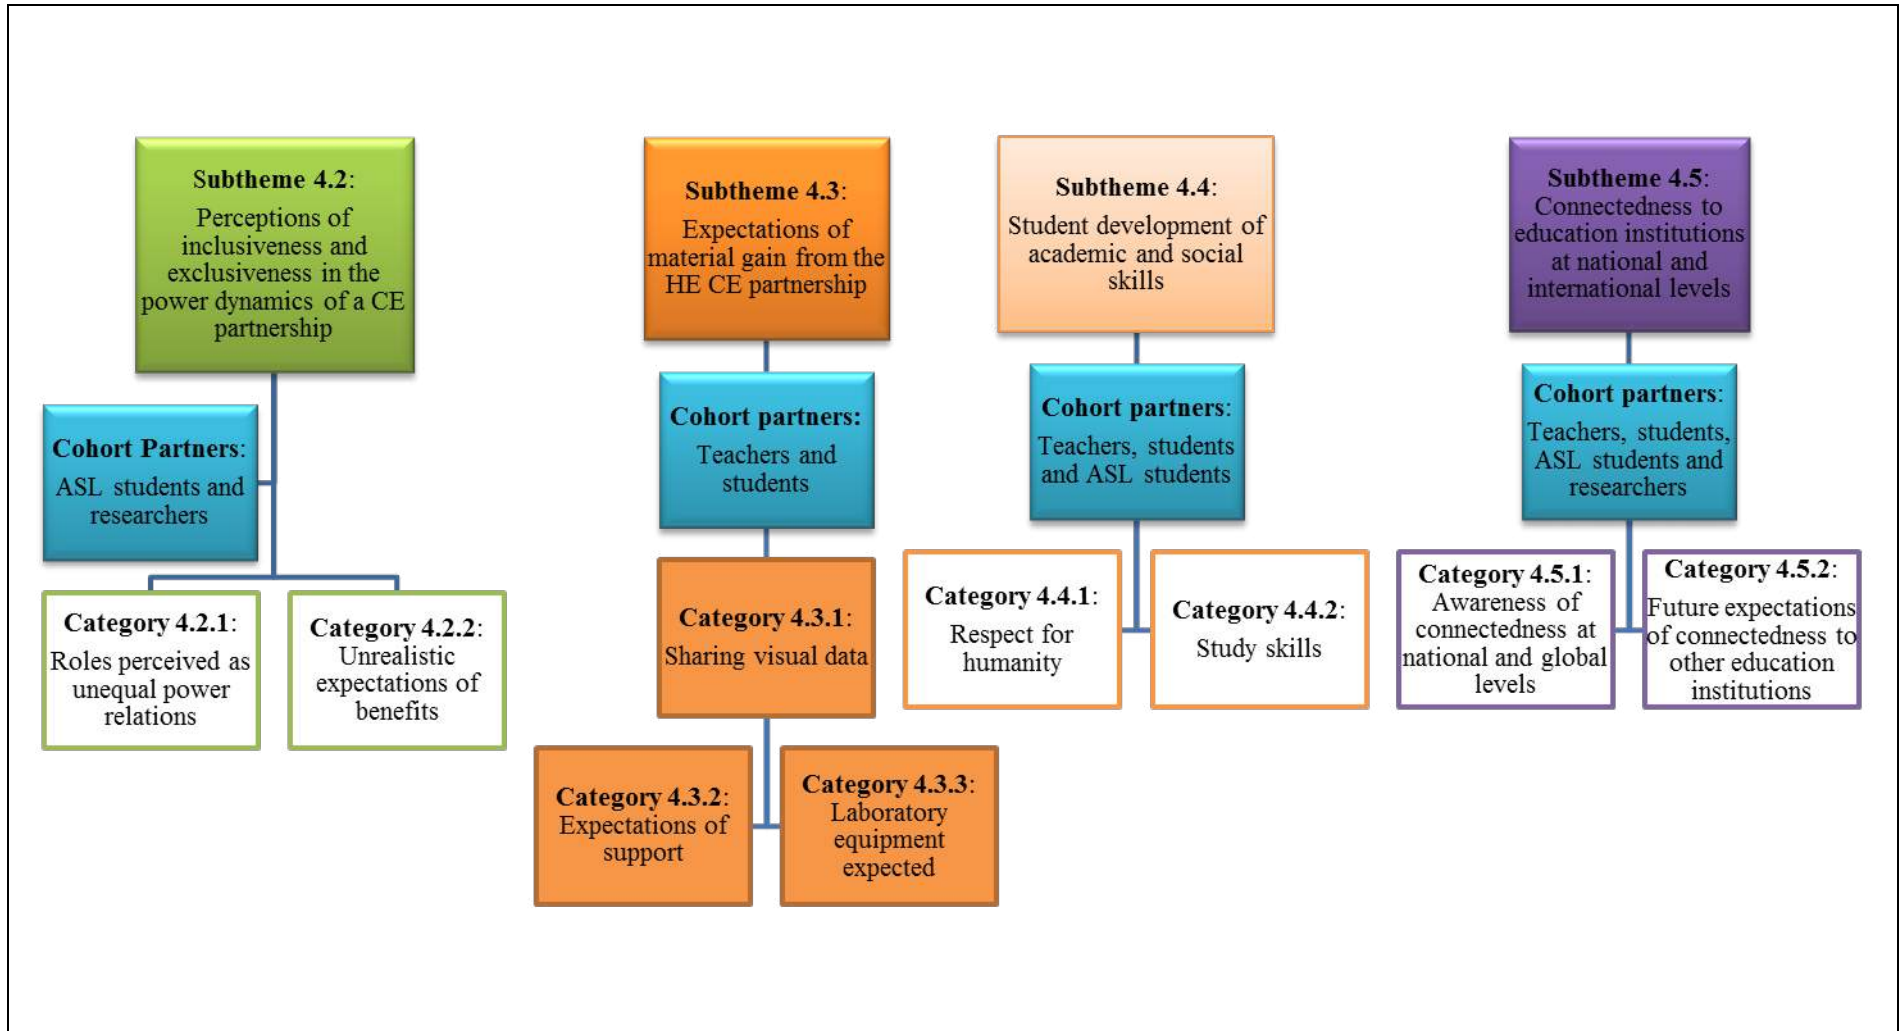 Subtheme 4.2:
Perceptions of
inclusiveness and
exclusiveness in the
power dynamics of a CE
partnership
Cohort Partners:
ASL students and
researchers
Category 4.2.1:
Roles perceived as
unequal power
relations
Category 4.2.2:
Unrealistic
expectations of
benefits
Subtheme 4.3:
Expectations of
material gain from the
HE CE partnership
Cohort partners:
Teachers and
students
Category 4.3.1:
Sharing visual data
Category 4.3.2:
Expectations of
support
Category 4.3.3:
Laboratory
equipment
expected
Subtheme 4.4:
Student development of
academic and social
skills
Cohort partners:
Teachers, students
and ASL students
Category 4.4.1:
Respect for
humanity
Category 4.4.2:
Study skills
Subtheme 4.5:
Connectedness to
education institutions
at national and
international levels
Cohort partners:
Teachers, students,
ASL students and
researchers
Category 4.5.1:
Awareness of
connectedness at
national and global
levels
Category 4.5.2:
Future expectations
of connectedness to
other education
institutions